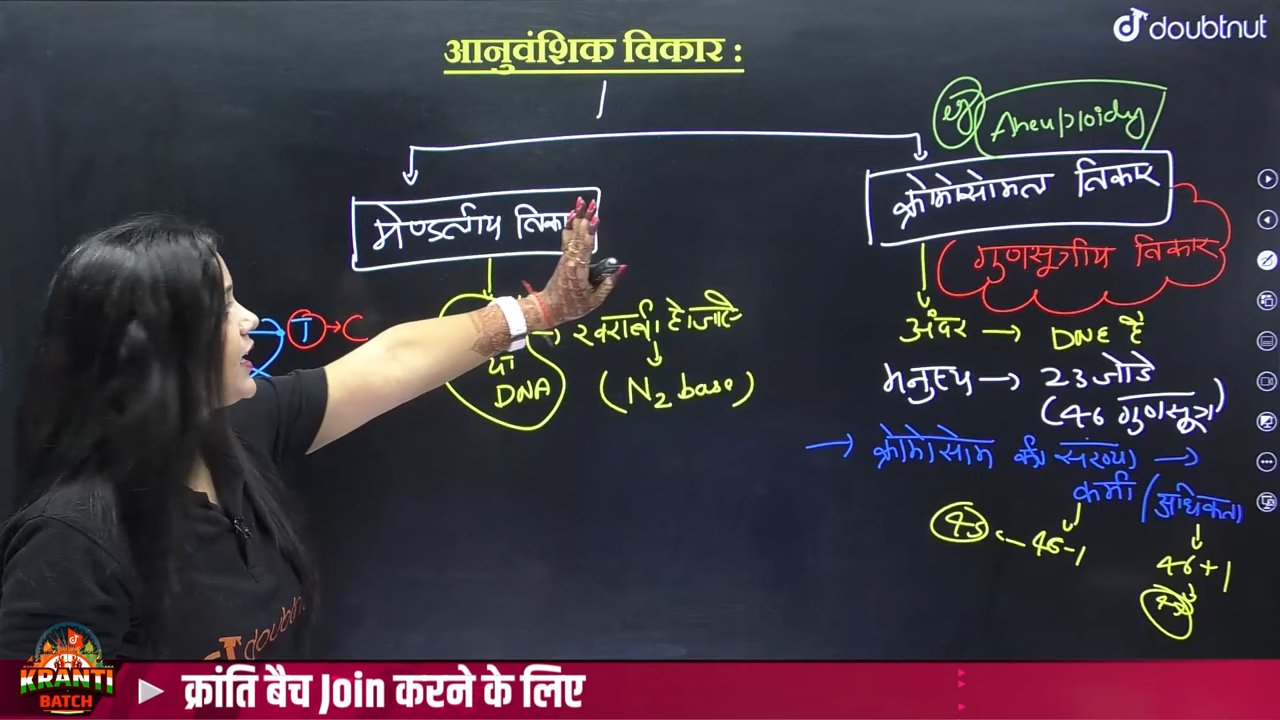 doubtnut
आनुवंशिक विकार :
eg
Aneuploidy
मेण्डलीय विका
क्रोमोसोमल विकार
(गुणसूत्रीय विकार
T → C
→ खराबी हो जाति
या
DNA
(N2 base)
अंदर → DNA है
मनुष्य → 23 जोडे
(46 गुणसूत्र)
→ क्रोमोसोम की संख्या →
कमी / अधिकता
45 ← 46-1
46+1
KRANTI
BATCH
क्रांति बैच Join करने के लिए